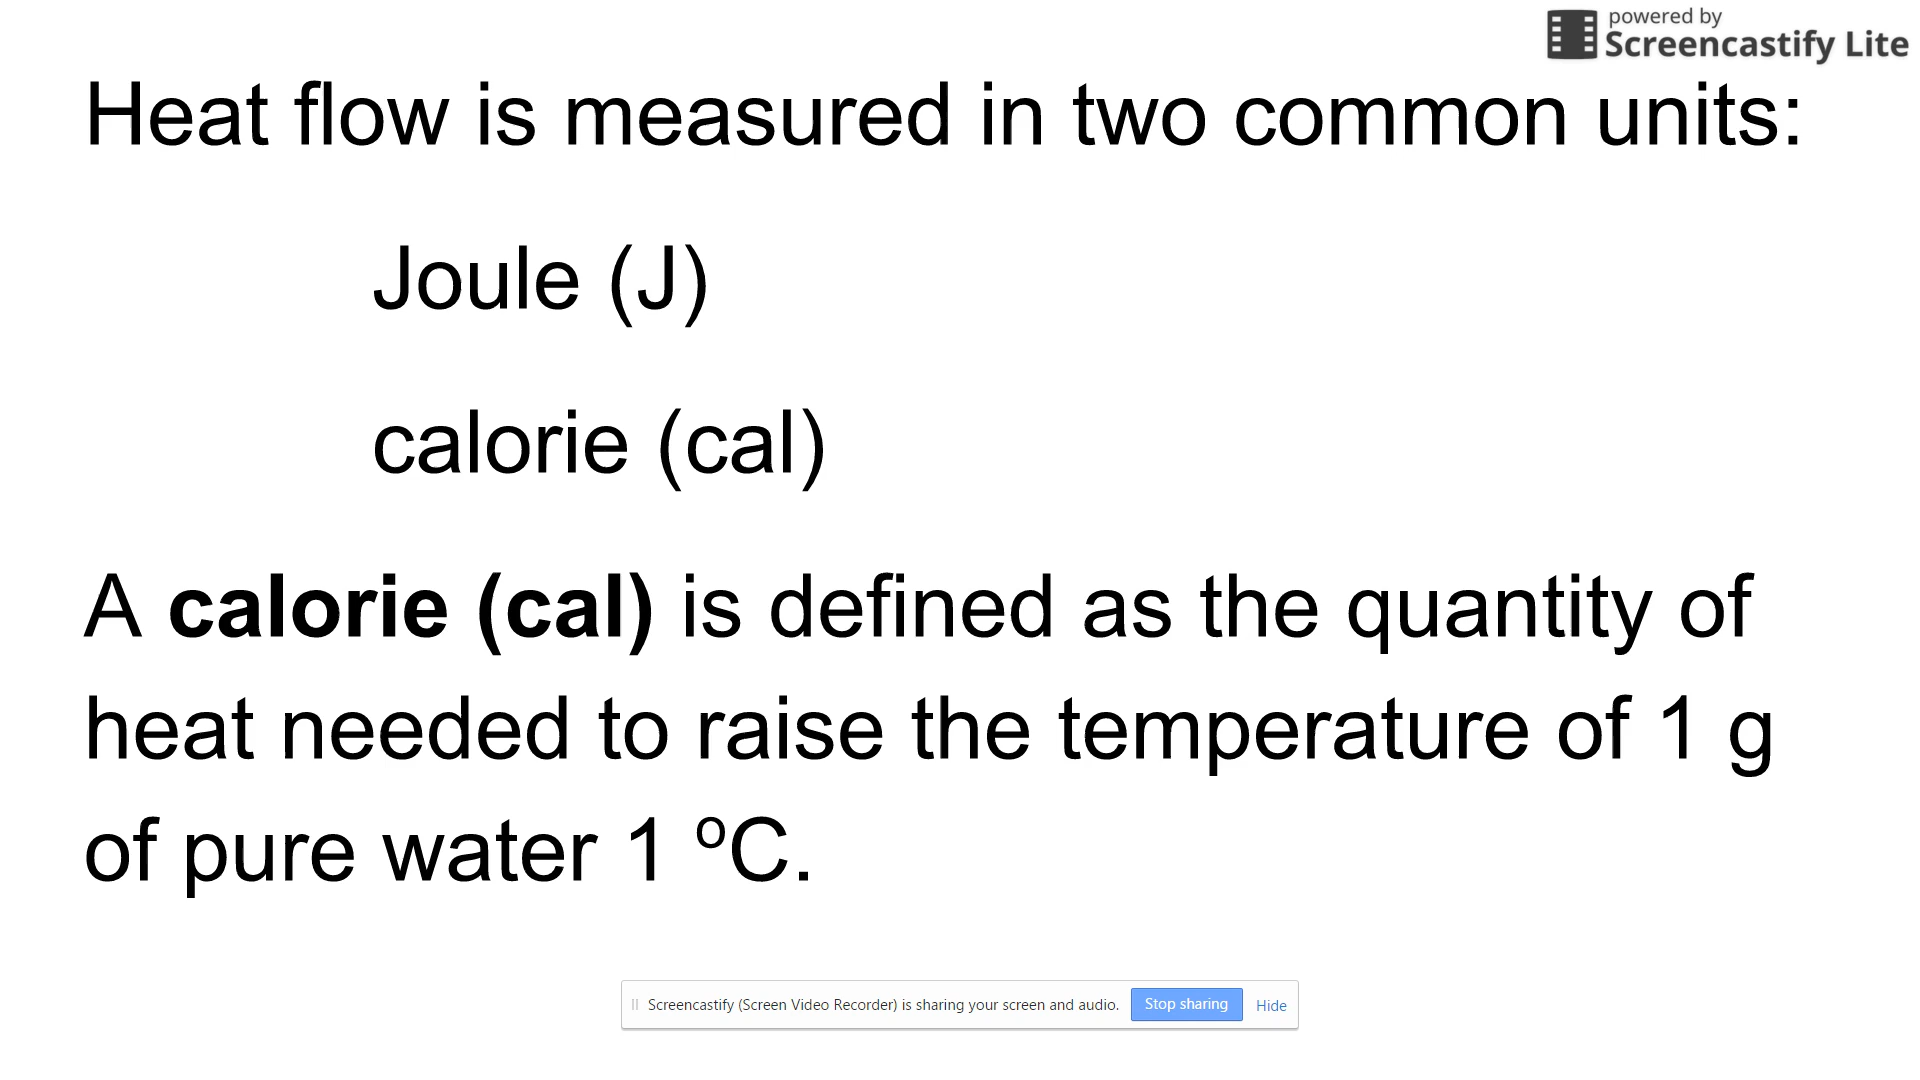 powered by
Screencastify Lite
Heat flow is measured in two common units:
Joule (J)
calorie (cal)
A calorie (cal) is defined as the quantity of
heat needed to raise the temperature of 1 g
of pure water 1 ºC.
Screencastify (Screen Video Recorder) is sharing your screen and audio. Stop sharing Hide